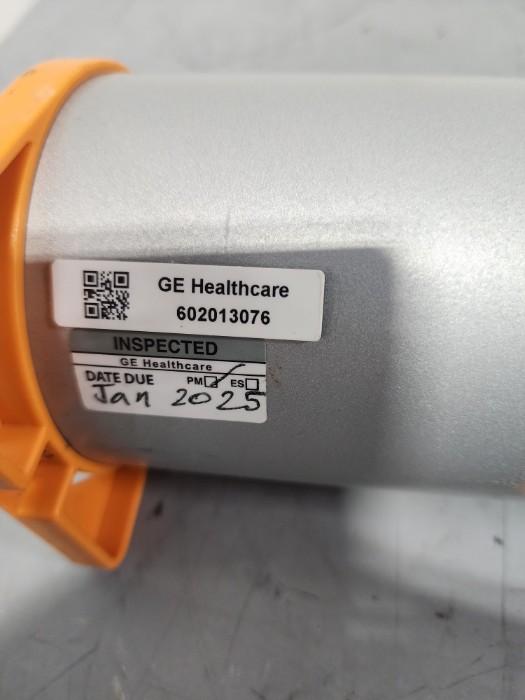 GE Healthcare
602013076
INSPECTED
GE Healthcare
DATE DUE PM ES
Jan 2025